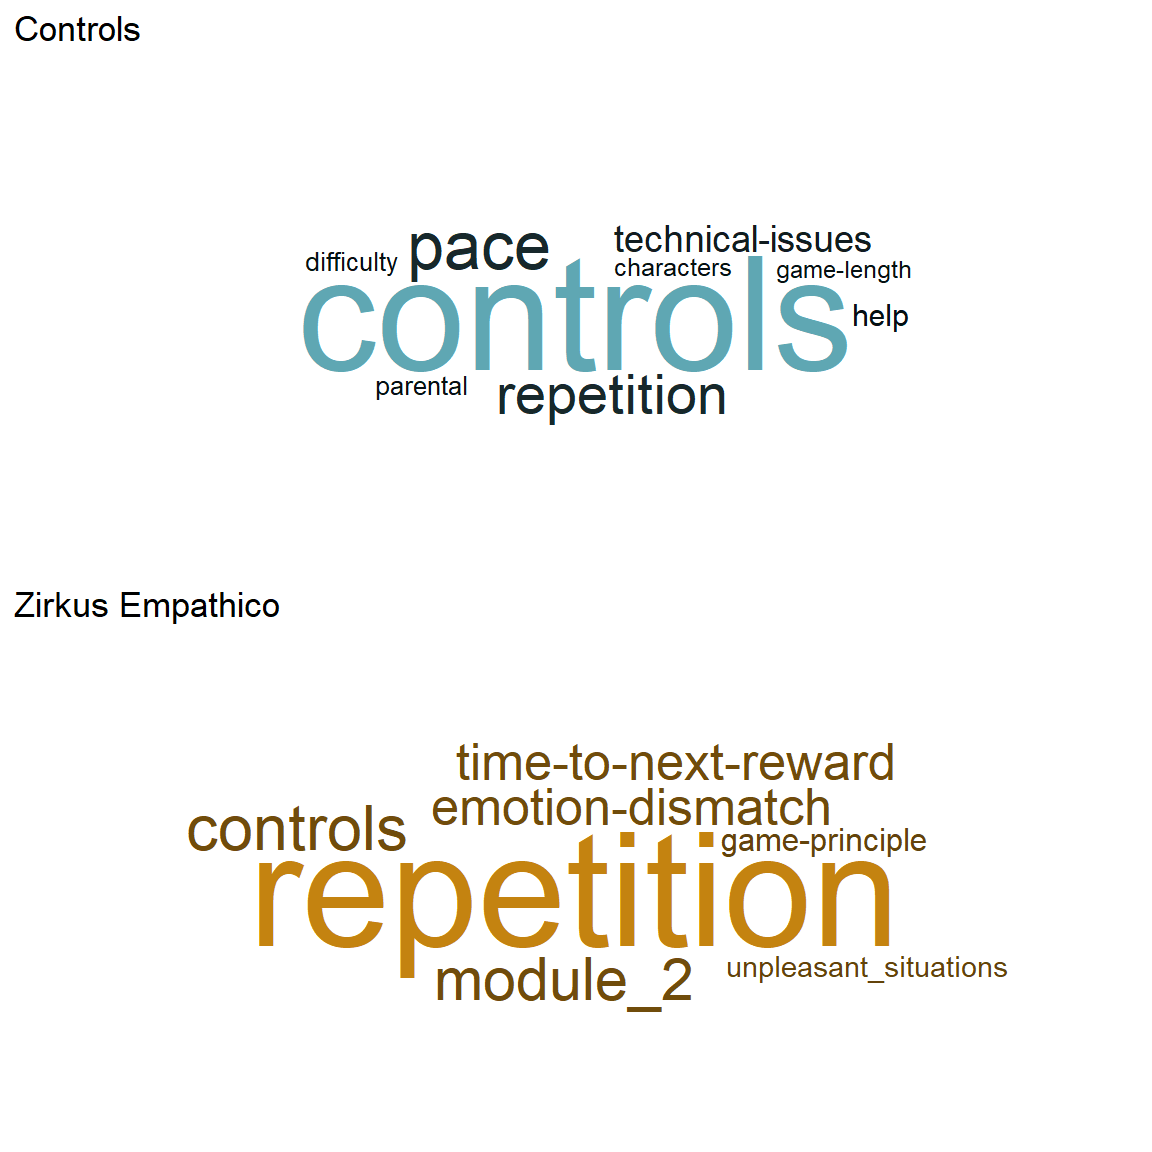 Controls
pace
technical-issues
difficulty
characters
game-length
controls
help
parental
repetition
Zirkus Empathico
time-to-next-reward
emotion-dismatch
controls
game-principle
repetition
unpleasant_situations
module_2